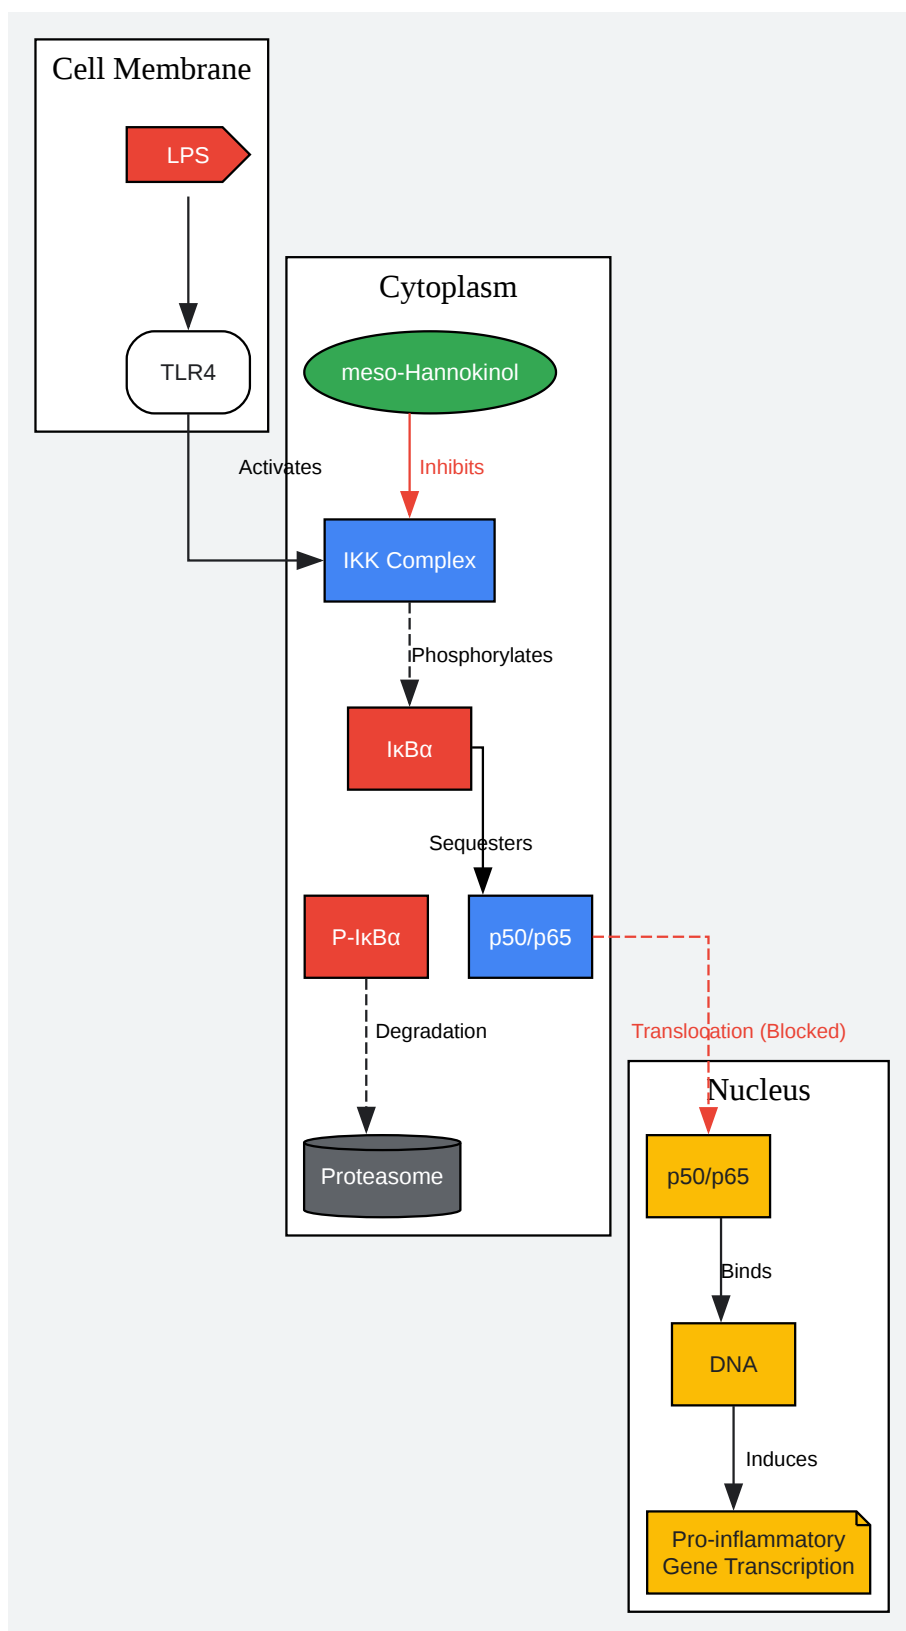 Cell Membrane
LPS
TLR4
Cytoplasm
meso-Hannokinol
Activates
Inhibits
IKK Complex
Phosphorylates
IκBα
Sequesters
P-IκBα
p50/p65
Degradation
Translocation (Blocked)
Proteasome
Nucleus
p50/p65
Binds
DNA
Induces
Pro-inflammatory
Gene Transcription